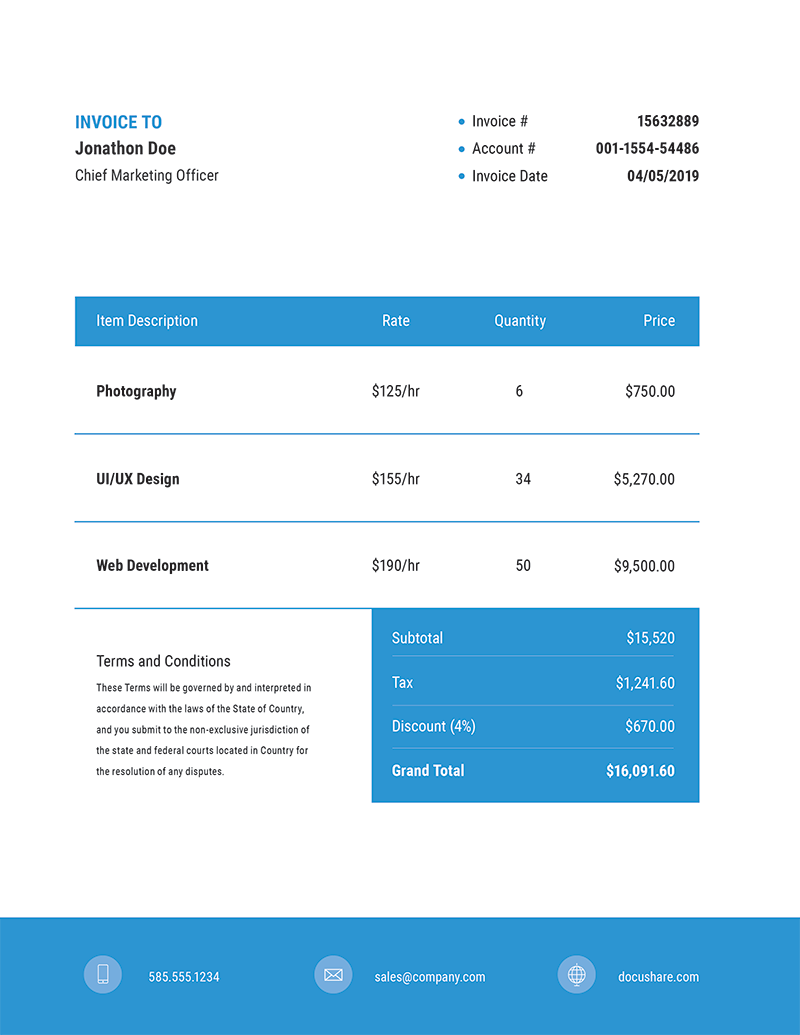 INVOICE TO
Jonathon Doe
Chief Marketing Officer
Invoice # 15632889
Account # 001-1554-54486
Invoice Date 04/05/2019
Item Description Rate Quantity Price
Photography $125/hr 6 $750.00
UI/UX Design $155/hr 34 $5,270.00
Web Development $190/hr 50 $9,500.00
Terms and Conditions
These Terms will be governed by and interpreted in
accordance with the laws of the State of Country,
and you submit to the non-exclusive jurisdiction of
the state and federal courts located in Country for
the resolution of any disputes.
Subtotal $15,520
Tax $1,241.60
Discount (4%) $670.00
Grand Total $16,091.60
585.555.1234 sales@company.com docushare.com